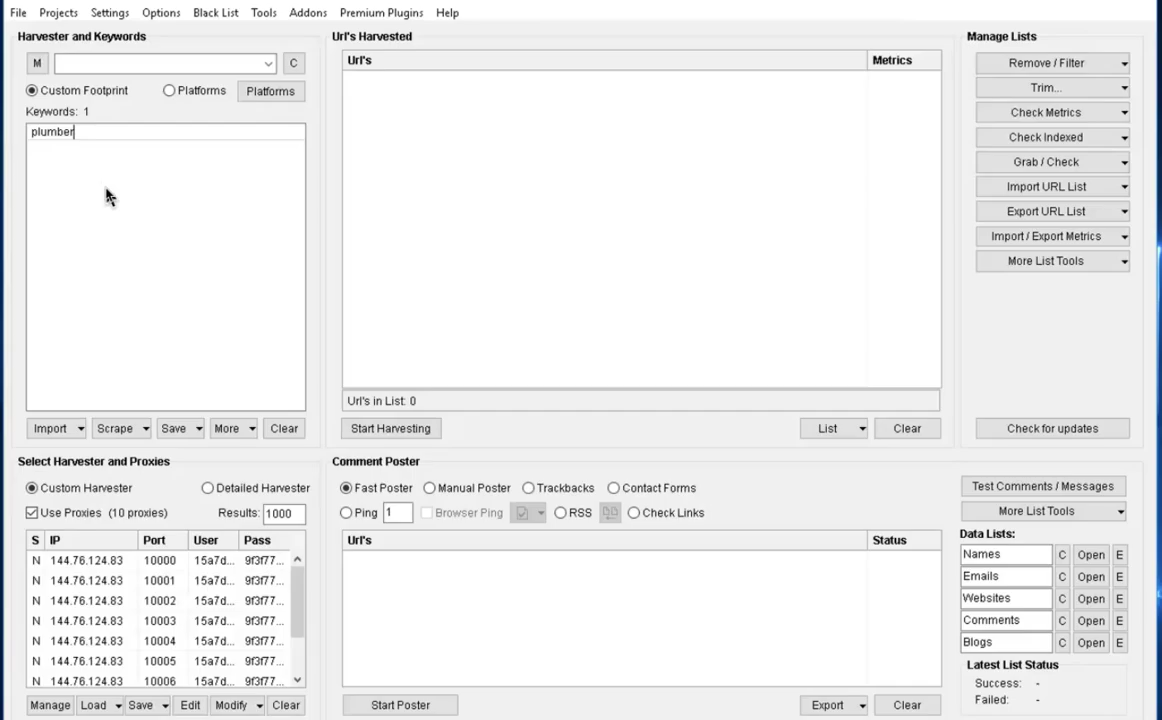 File Projects Settings Options Black List Tools Addons Premium Plugins Help
Harvester and Keywords
M C
Custom Footprint Platforms Platforms
Keywords: 1
plumber
Import Scrape Save More Clear
Url's Harvested
Url's Metrics
Url's in List: 0
Start Harvesting List Clear
Manage Lists
Remove / Filter
Trim...
Check Metrics
Check Indexed
Grab / Check
Import URL List
Export URL List
Import / Export Metrics
More List Tools
Check for updates
Select Harvester and Proxies
Custom Harvester Detailed Harvester
Use Proxies (10 proxies) Results: 1000
S IP Port User Pass
N 144.76.124.83 10000 15a7d... 9f3f77...
N 144.76.124.83 10001 15a7d... 9f3f77...
N 144.76.124.83 10002 15a7d... 9f3f77...
N 144.76.124.83 10003 15a7d... 9f3f77...
N 144.76.124.83 10004 15a7d... 9f3f77...
N 144.76.124.83 10005 15a7d... 9f3f77...
N 144.76.124.83 10006 15a7d... 9f3f77...
Manage Load Save Edit Modify Clear
Comment Poster
Fast Poster Manual Poster Trackbacks Contact Forms
Ping 1 Browser Ping RSS Check Links
Url's Status
Start Poster Export Clear
Test Comments / Messages
More List Tools
Data Lists:
Names C Open E
Emails C Open E
Websites C Open E
Comments C Open E
Blogs C Open E
Latest List Status
Success: -
Failed: -